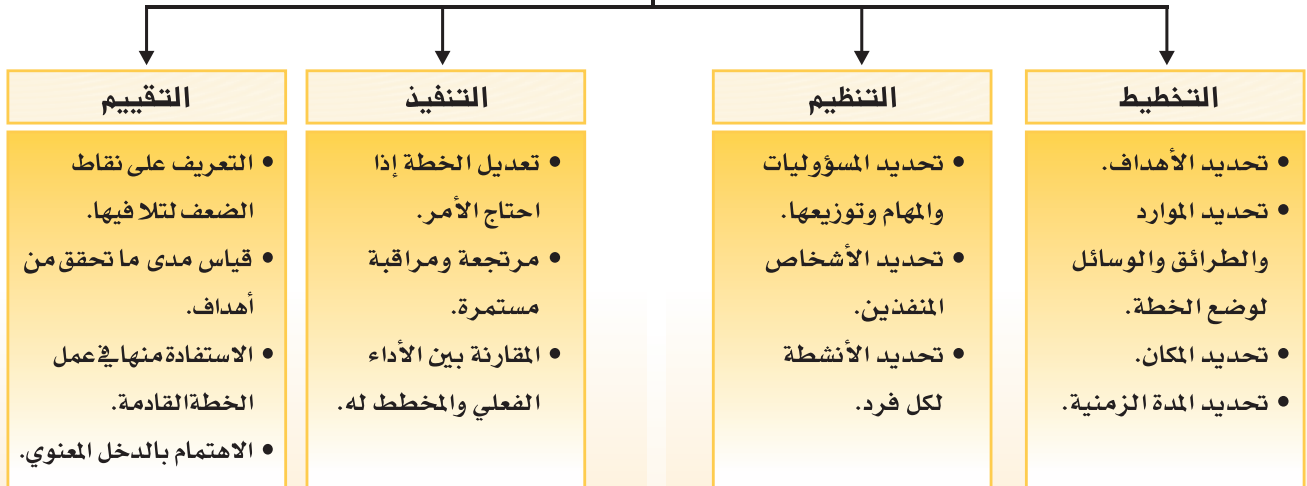 التخطيط
• تحديد الأهداف.
• تحديد الموارد
والطرائق والوسائل
لوضع الخطة.
• تحديد المكان.
• تحديد المدة الزمنية.
التنظيم
• تحديد المسؤوليات
والمهام وتوزيعها.
• تحديد الأشخاص
المنفذين.
• تحديد الأنشطة
لكل فرد.
التنفيذ
• تعديل الخطة إذا
احتاج الأمر.
• مرتجعة ومراقبة
مستمرة.
• المقارنة بين الأداء
الفعلي والمخطط له.
التقييم
• التعريف على نقاط
الضعف لتلا فيها.
• قياس مدى ما تحقق من
أهداف.
• الاستفادة منها في عمل
الخطة القادمة.
• الاهتمام بالدخل المعنوي.